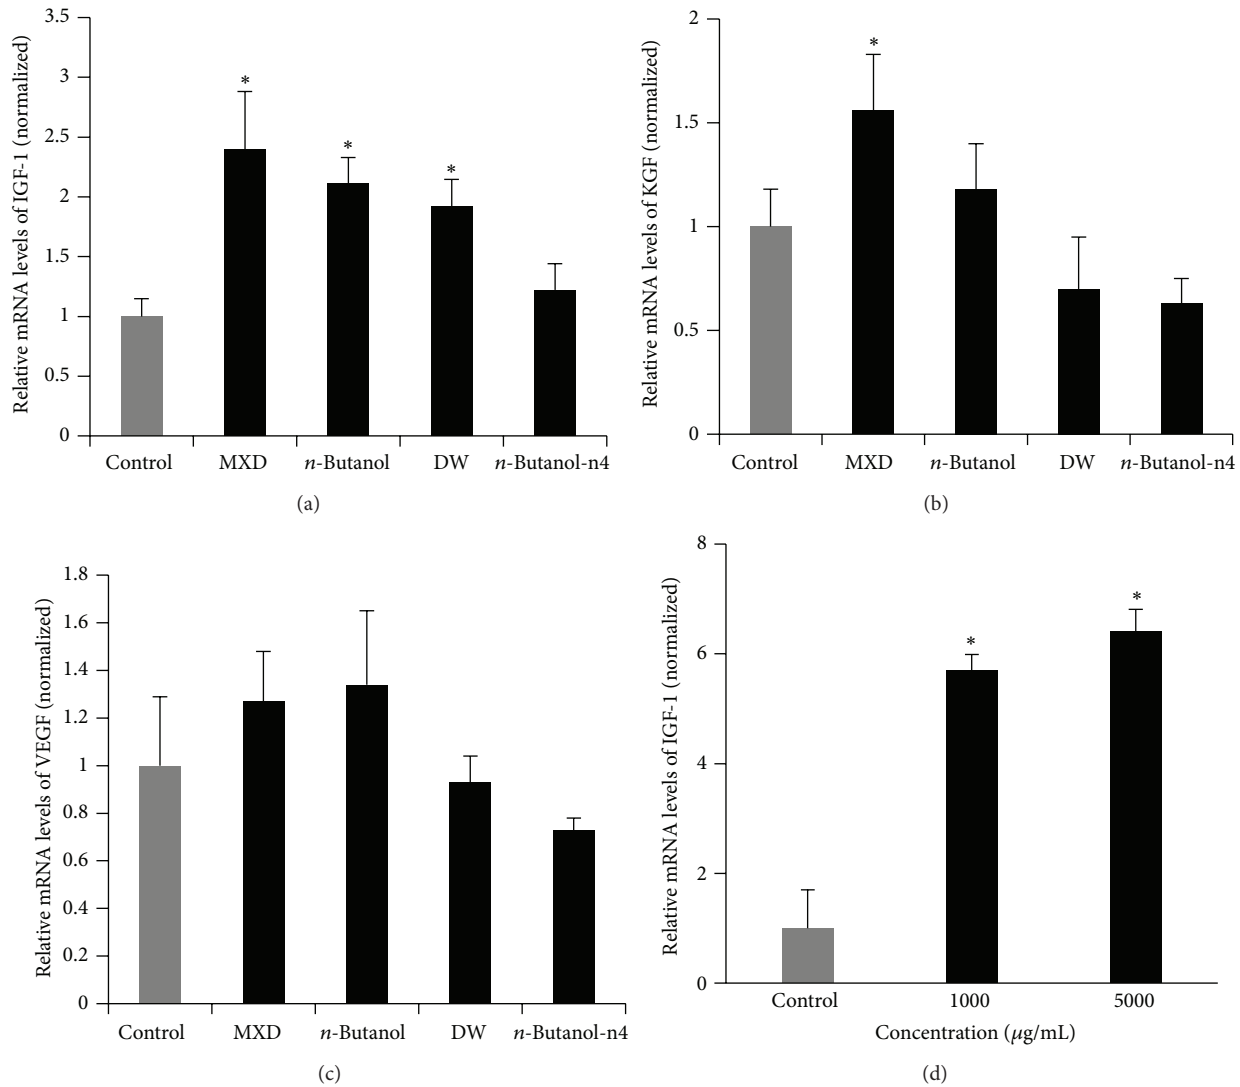 Relative mRNA levels of IGF-1 (normalized)
3.5
3
2.5
2
1.5
1
0.5
0
*
*
*
Control MXD n-Butanol DW n-Butanol-n4
(a)
Relative mRNA levels of KGF (normalized)
2
1.5
1
0.5
0
*
Control MXD n-Butanol DW n-Butanol-n4
(b)
Relative mRNA levels of VEGF (normalized)
1.8
1.6
1.4
1.2
1
0.8
0.6
0.4
0.2
0
Control MXD n-Butanol DW n-Butanol-n4
(c)
Relative mRNA levels of IGF-1 (normalized)
8
6
4
2
0
*
*
Control 1000 5000
Concentration (μg/mL)
(d)